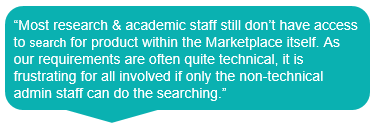 “Most research & academic staff still don’t have access
to search for product within the Marketplace itself. As
our requirements are often quite technical, it is
frustrating for all involved if only the non-technical
admin staff can do the searching.”